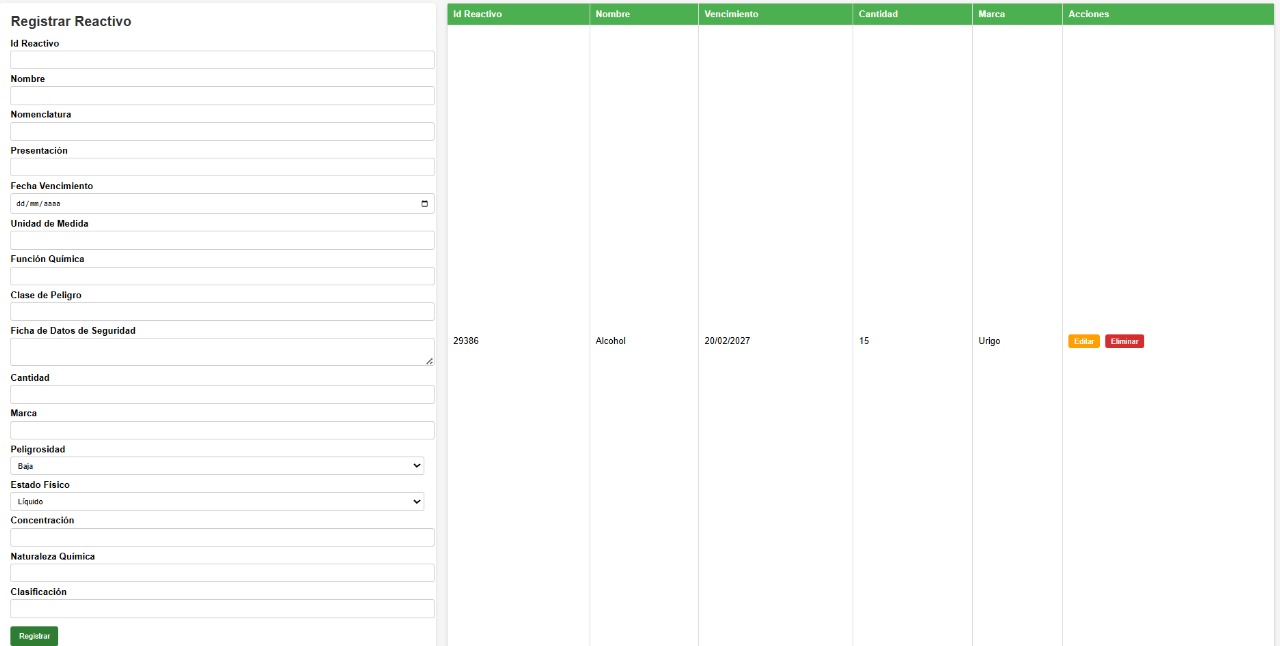 Registrar Reactivo
Id Reactivo
Nombre
Nomenclatura
Presentación
Fecha Vencimiento
dd/mm/aaaa
Unidad de Medida
Función Química
Clase de Peligro
Ficha de Datos de Seguridad
Cantidad
Marca
Peligrosidad
Baja
Estado Físico
Líquido
Concentración
Naturaleza Química
Clasificación
Registrar
Id Reactivo Nombre Vencimiento Cantidad Marca Acciones
29386 Alcohol 20/02/2027 15 Urigo Editar Eliminar